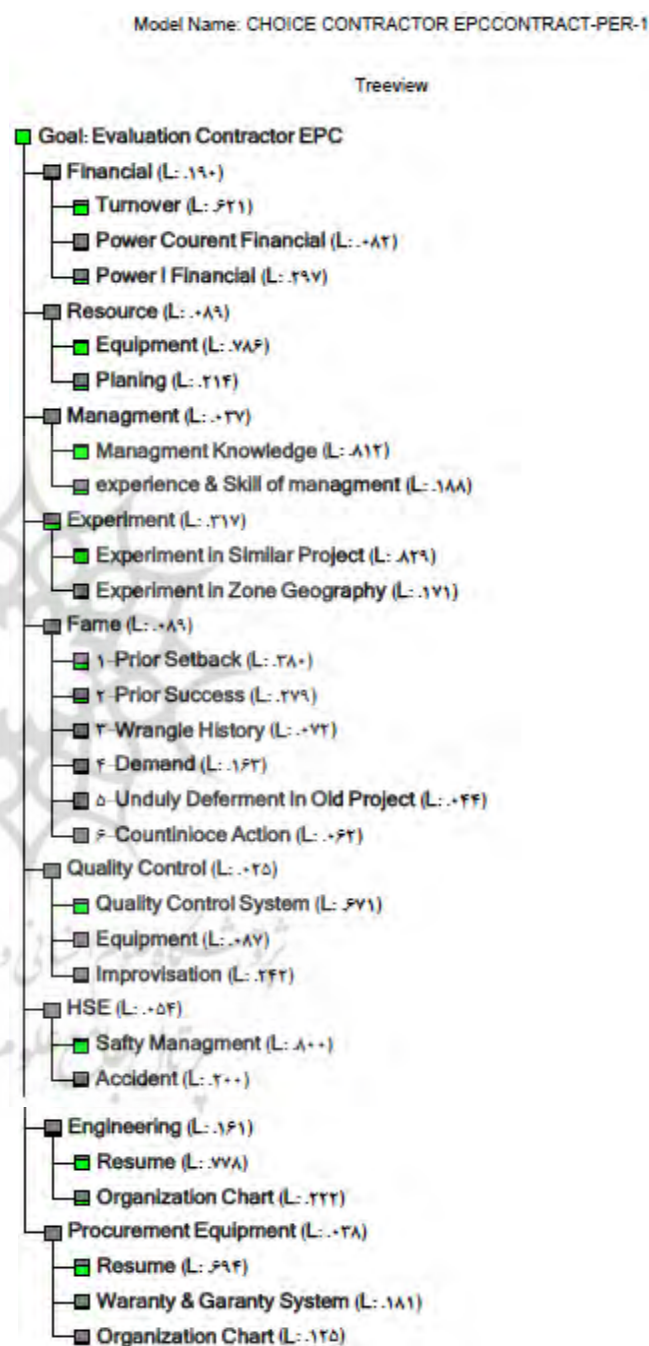 Model Name: CHOICE CONTRACTOR EPCCONTRACT-PER-1
Treeview
Goal: Evaluation Contractor EPC
Financial (L: .۱۹۰)
Turnover (L: .۶۲۱)
Power Courent Financial (L: .۰۸۲)
Power I Financial (L: .۲۹۷)
Resource (L: .۰۸۹)
Equipment (L: .۷۸۶)
Planing (L: .۲۱۴)
Managment (L: .۰۳۷)
Managment Knowledge (L: .۸۱۲)
experience & Skill of managment (L: .۱۸۸)
Experiment (L: .۳۱۷)
Experiment in Similar Project (L: .۸۲۹)
Experiment in Zone Geography (L: .۱۷۱)
Fame (L: .۰۸۹)
۱-Prior Setback (L: .۳۸۰)
۲-Prior Success (L: .۲۷۹)
۳-Wrangle History (L: .۰۷۲)
۴-Demand (L: .۱۶۳)
۵-Unduly Deferment In Old Project (L: .۰۴۴)
۶-Countinioce Action (L: .۰۶۲)
Quality Control (L: .۰۲۵)
Quality Control System (L: .۶۷۱)
Equipment (L: .۰۸۷)
پژوهشگاه علوم انسانی و
Improvisation (L: .۲۴۲)
HSE (L: .۰۵۴)
Safty Managment (L: .۸۰۰)
پرتال جامع علوم
Accident (L: .۲۰۰)
Engineering (L: .۱۶۱)
Resume (L: .۷۷۸)
Organization Chart (L: .۲۲۲)
Procurement Equipment (L: .۰۳۸)
Resume (L: .۶۹۴)
Waranty & Garanty System (L: .۱۸۱)
Organization Chart (L: .۱۲۵)